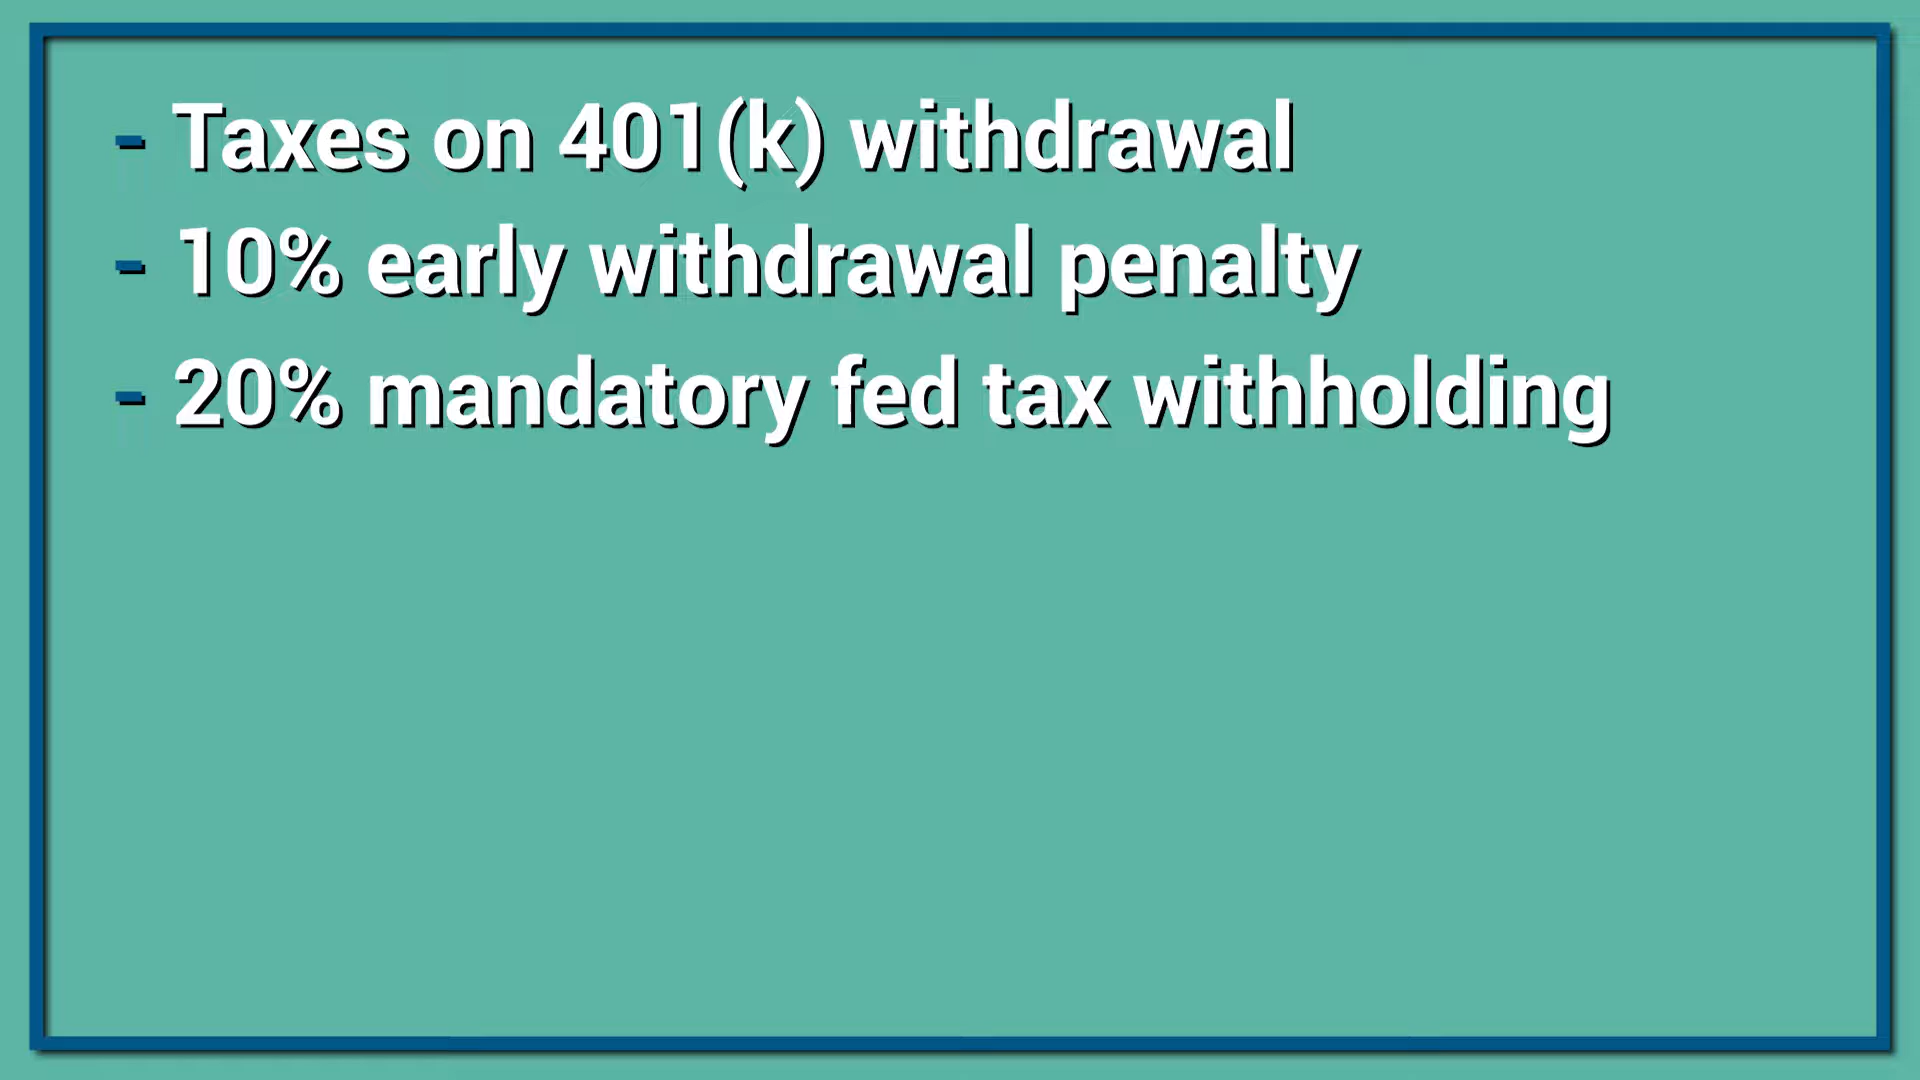 - Taxes on 401(k) withdrawal
- 10% early withdrawal penalty
- 20% mandatory fed tax withholding